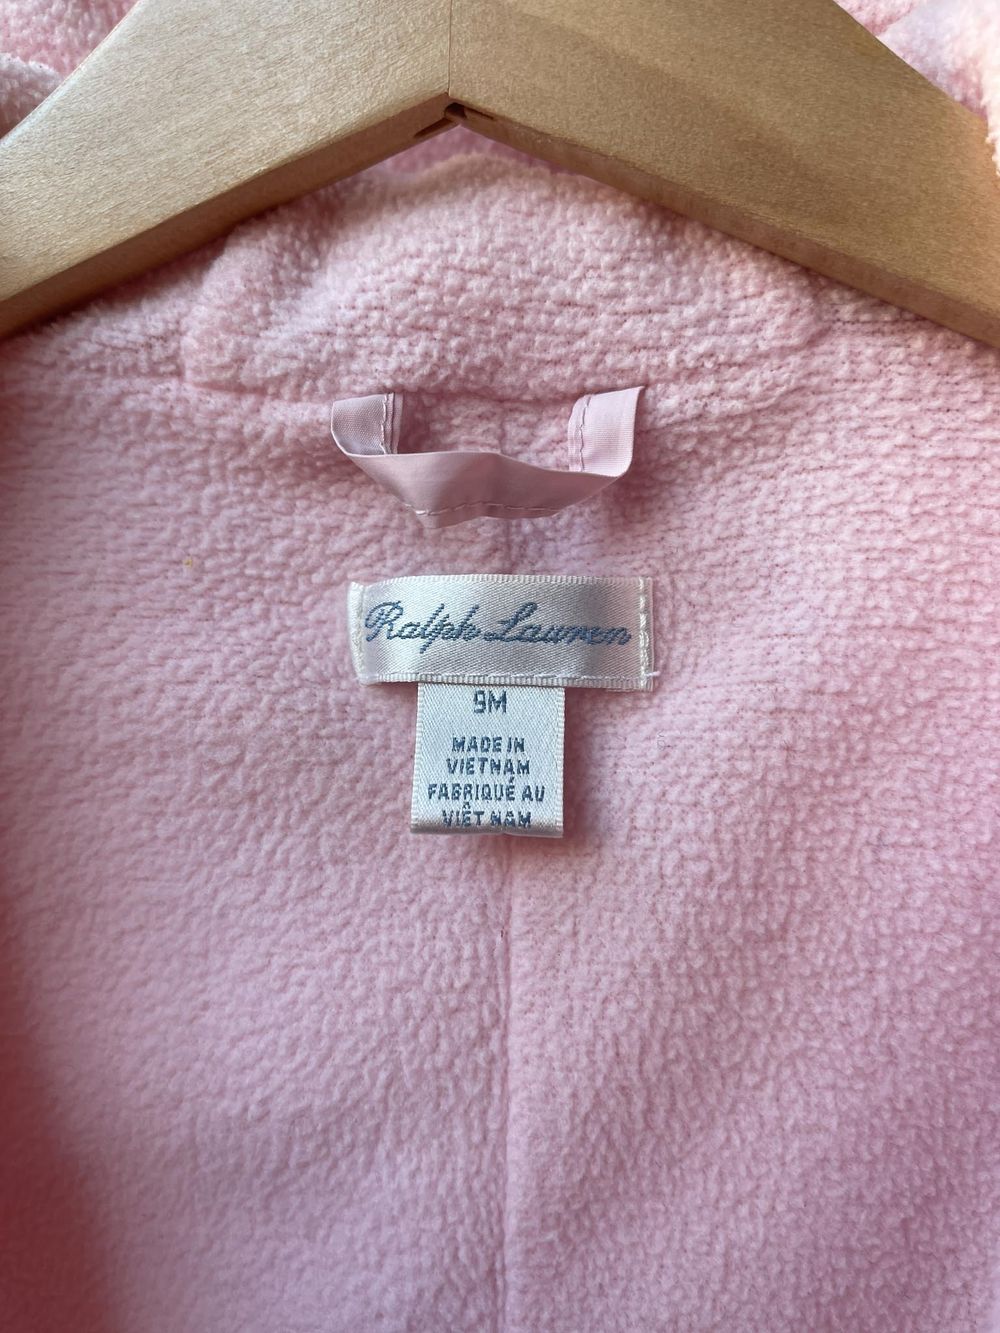 Ralph Lauren
9M
MADE IN
VIETNAM
FABRIQUÉ AU
VIÊT NAM